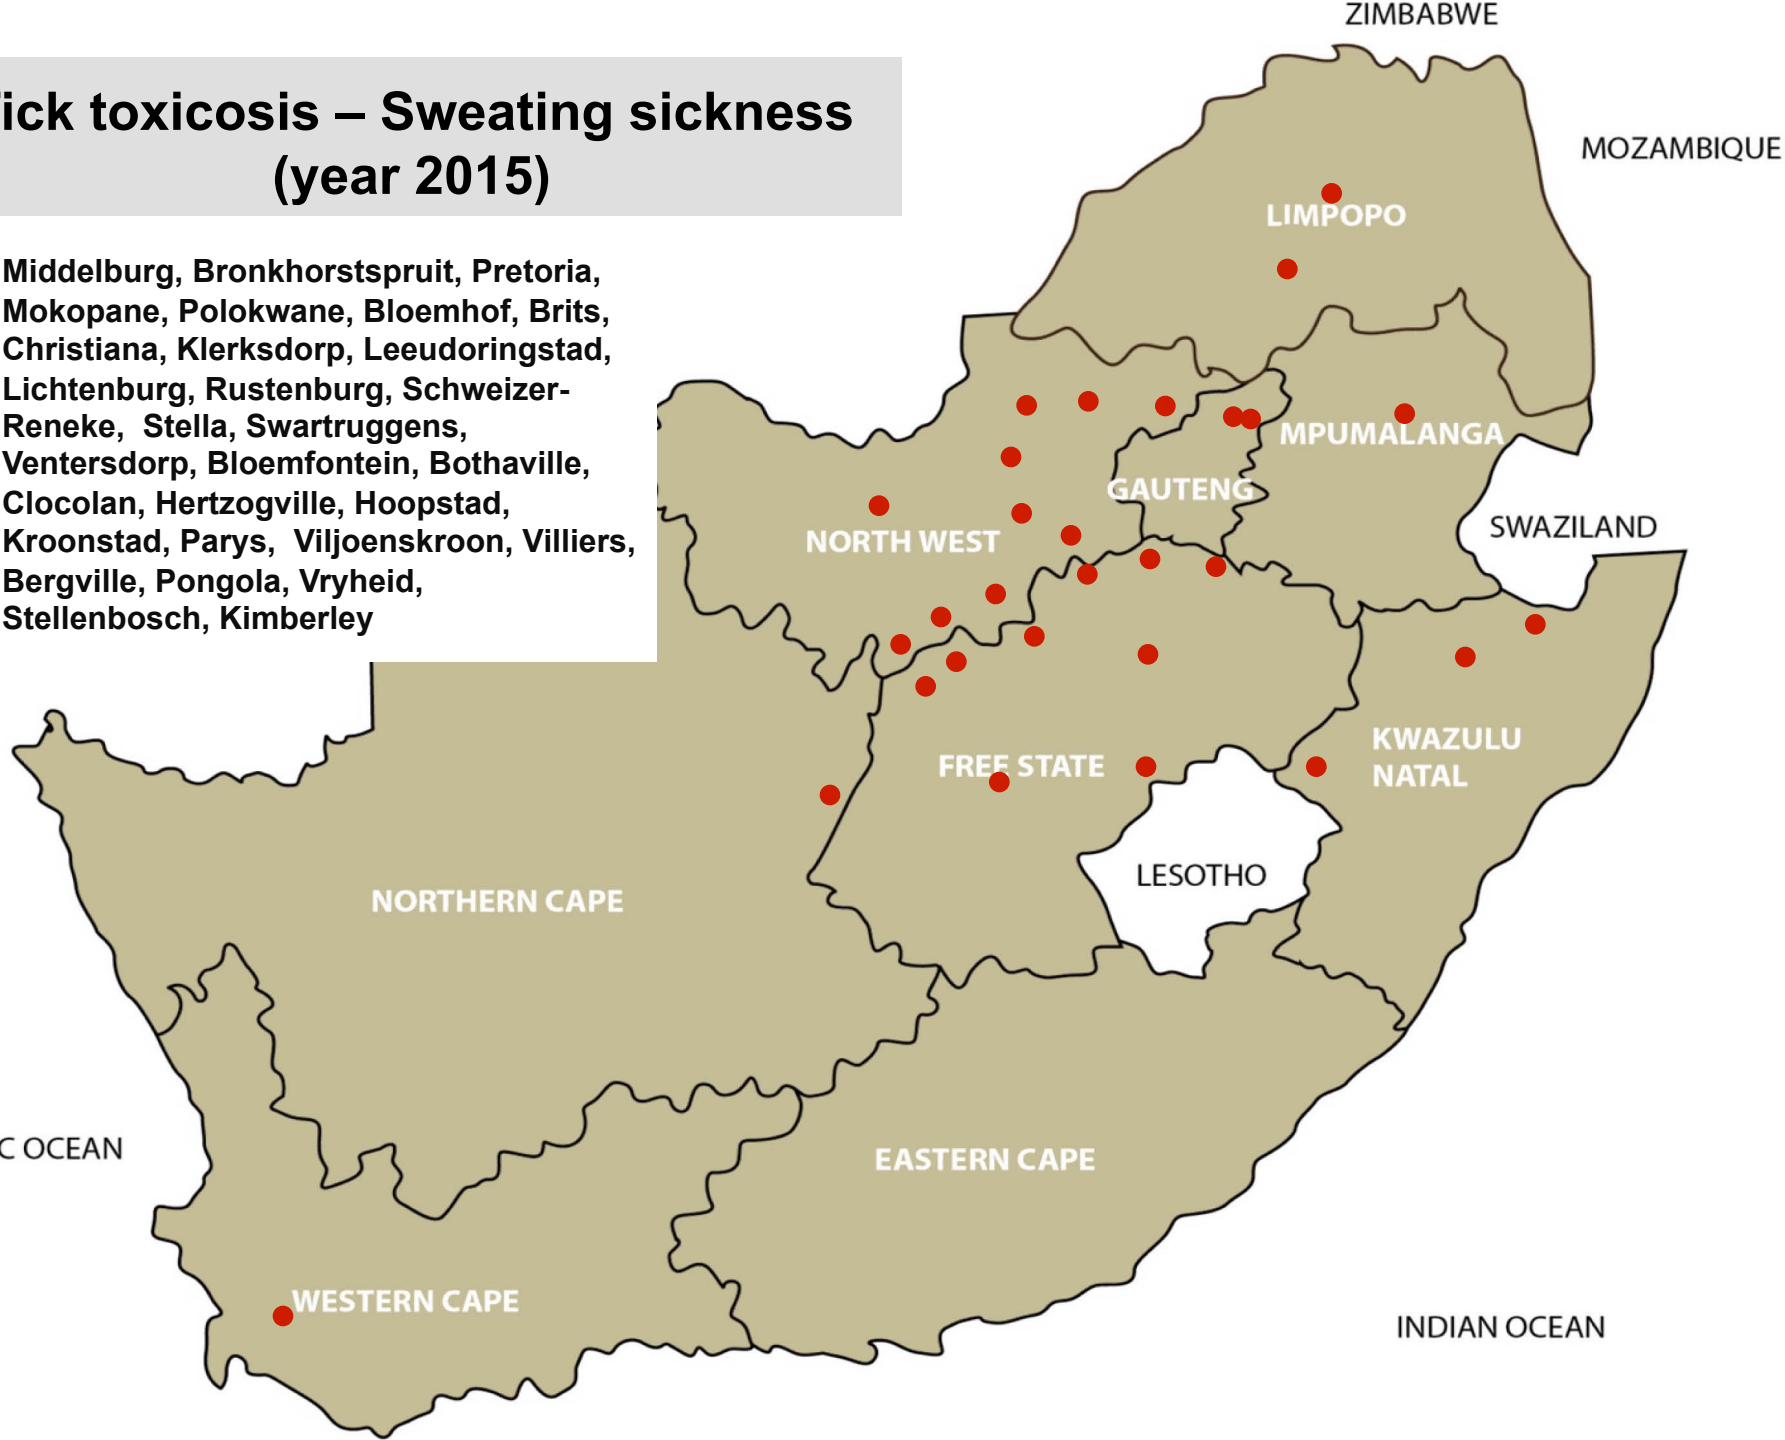 ick toxicosis – Sweating sickness
(year 2015)
Middelburg, Bronkhorstspruit, Pretoria,
Mokopane, Polokwane, Bloemhof, Brits,
Christiana, Klerksdorp, Leeudoringstad,
Lichtenburg, Rustenburg, Schweizer-
Reneke, Stella, Swartruggens,
Ventersdorp, Bloemfontein, Bothaville,
Clocolan, Hertzogville, Hoopstad,
Kroonstad, Parys, Viljoenskroon, Villiers,
Bergville, Pongola, Vryheid,
Stellenbosch, Kimberley
ZIMBABWE
MOZAMBIQUE
LIMPOPO
MPUMALANGA
GAUTENG
SWAZILAND
NORTH WEST
KWAZULU
NATAL
FREE STATE
LESOTHO
NORTHERN CAPE
C OCEAN
EASTERN CAPE
WESTERN CAPE
INDIAN OCEAN